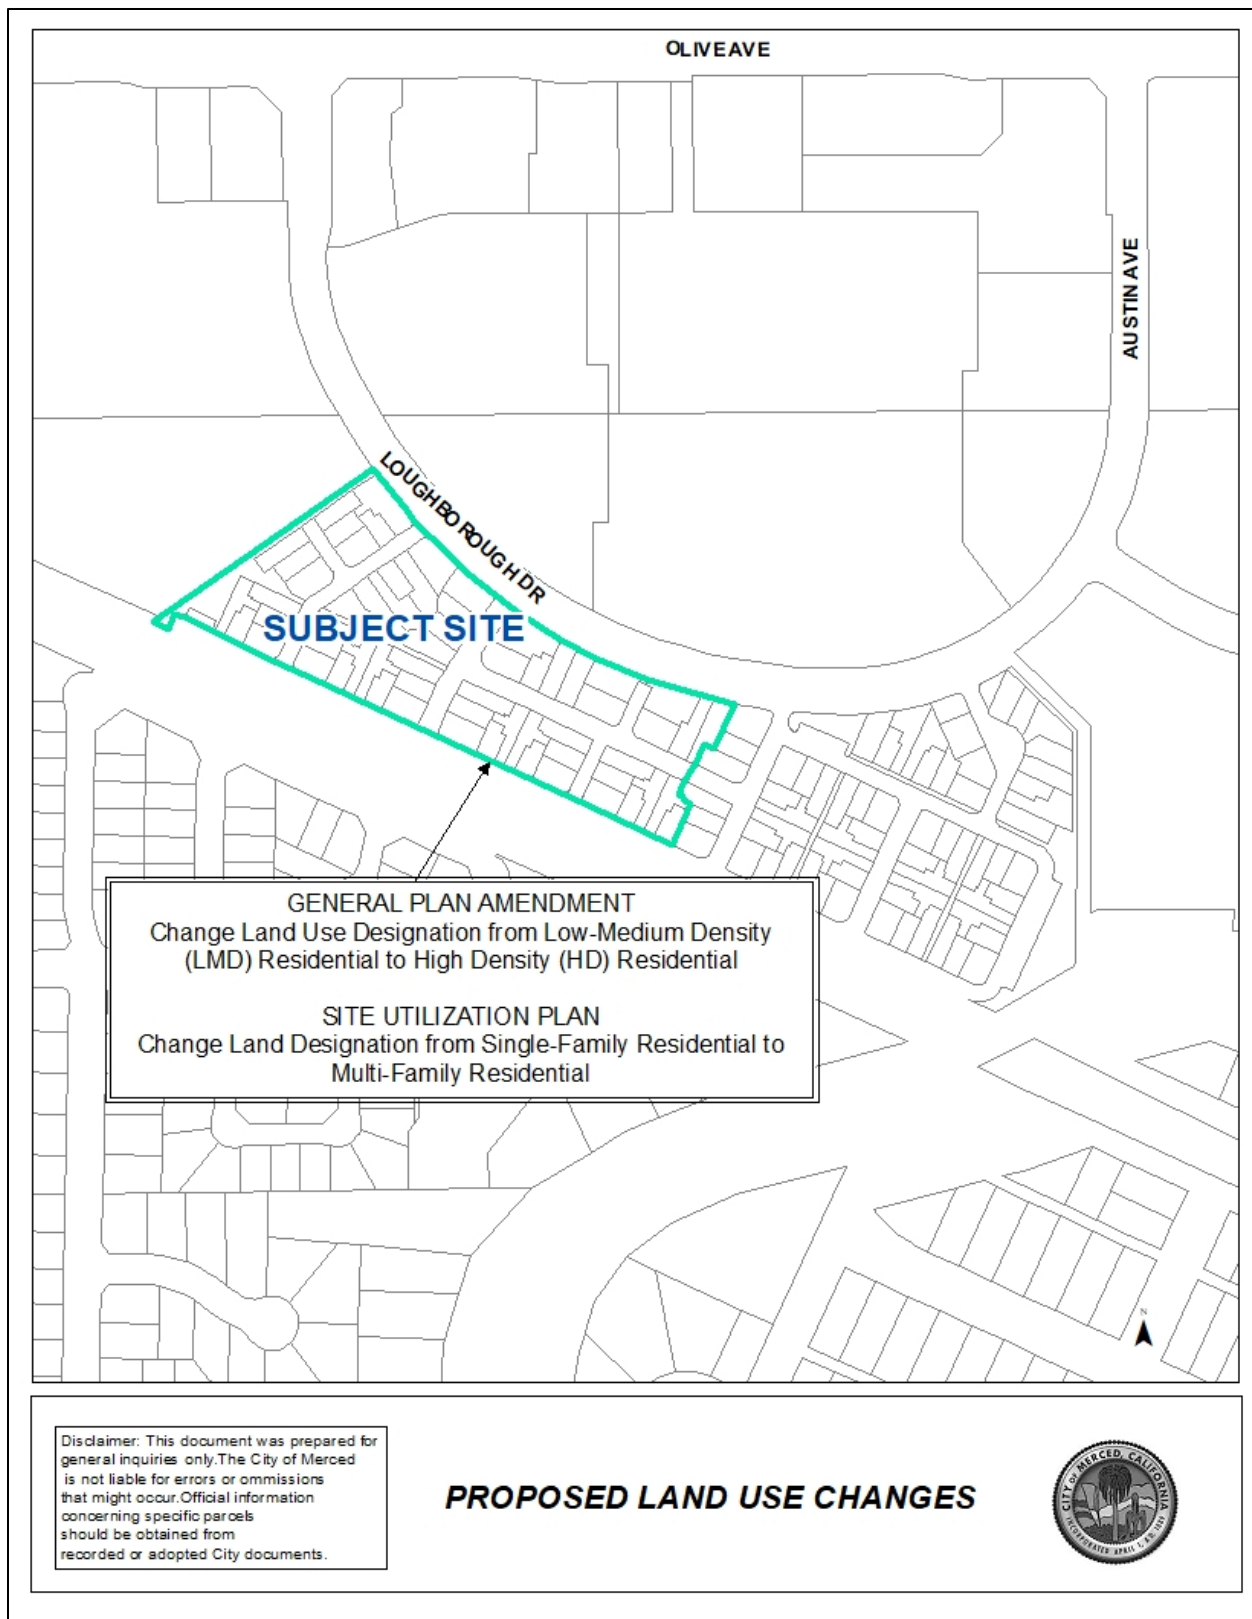 OLIVE AVE
AUSTIN AVE
LOUGHBOROUGH DR
SUBJECT SITE
GENERAL PLAN AMENDMENT
Change Land Use Designation from Low-Medium Density
(LMD) Residential to High Density (HD) Residential
SITE UTILIZATION PLAN
Change Land Designation from Single-Family Residential to
Multi-Family Residential
N
Disclaimer: This document was prepared for
general inquiries only.The City of Merced
is not liable for errors or ommissions
that might occur.Official information
concerning specific parcels
should be obtained from
recorded or adopted City documents.
PROPOSED LAND USE CHANGES
CITY OF MERCED, CALIFORNIA
INCORPORATED APRIL 1, A.D. 1889